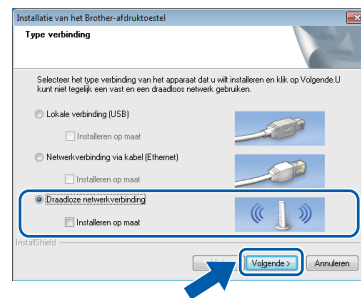 Installatie van het Brother-afdruktoestel
Type verbinding
Selecteer het type verbinding van het apparaat dat u wilt installeren en klik op Volgende.U
kunt niet tegelijk een vast en een draadloos netwerk gebruiken.
Lokale verbinding (USB)
Installeren op maat
Netwerkverbinding via kabel (Ethernet)
Installeren op maat
Draadloze netwerkverbinding
Installeren op maat
InstallShield
Volgende >
Annuleren